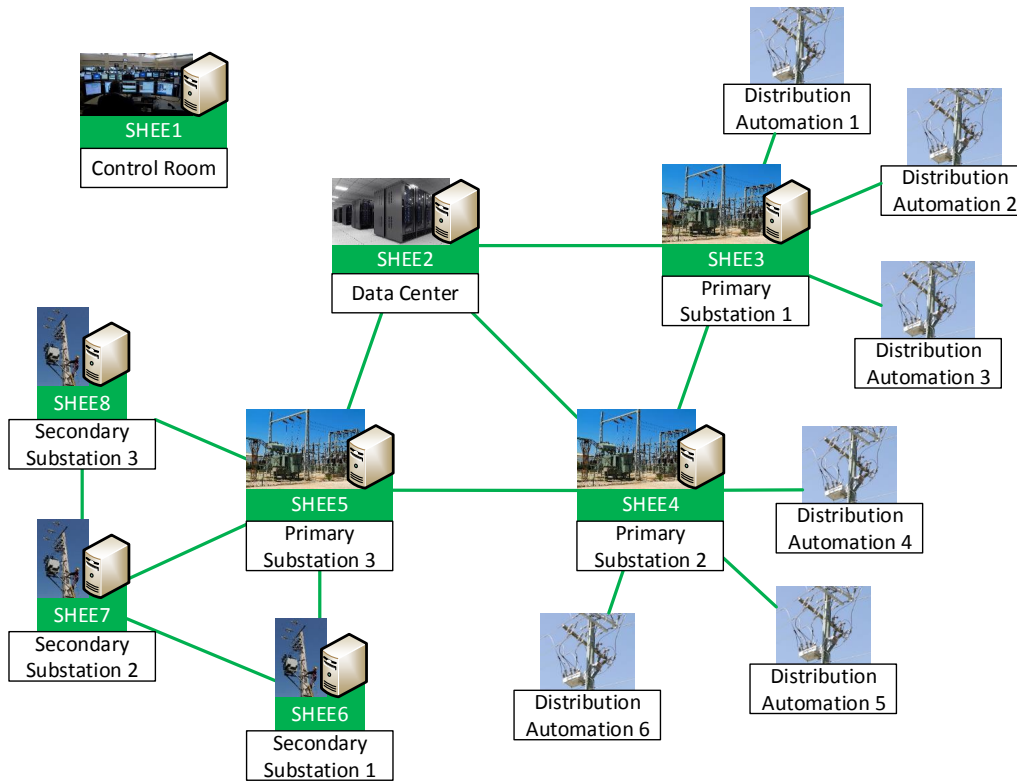 SHEE1
Control Room
Distribution
Automation 1
Distribution
Automation 2
SHEE2
Data Center
SHEE3
Primary
Substation 1
Distribution
Automation 3
SHEE8
Secondary
Substation 3
SHEE5
Primary
Substation 3
SHEE4
Primary
Substation 2
Distribution
Automation 4
SHEE7
Secondary
Substation 2
SHEE6
Secondary
Substation 1
Distribution
Automation 6
Distribution
Automation 5